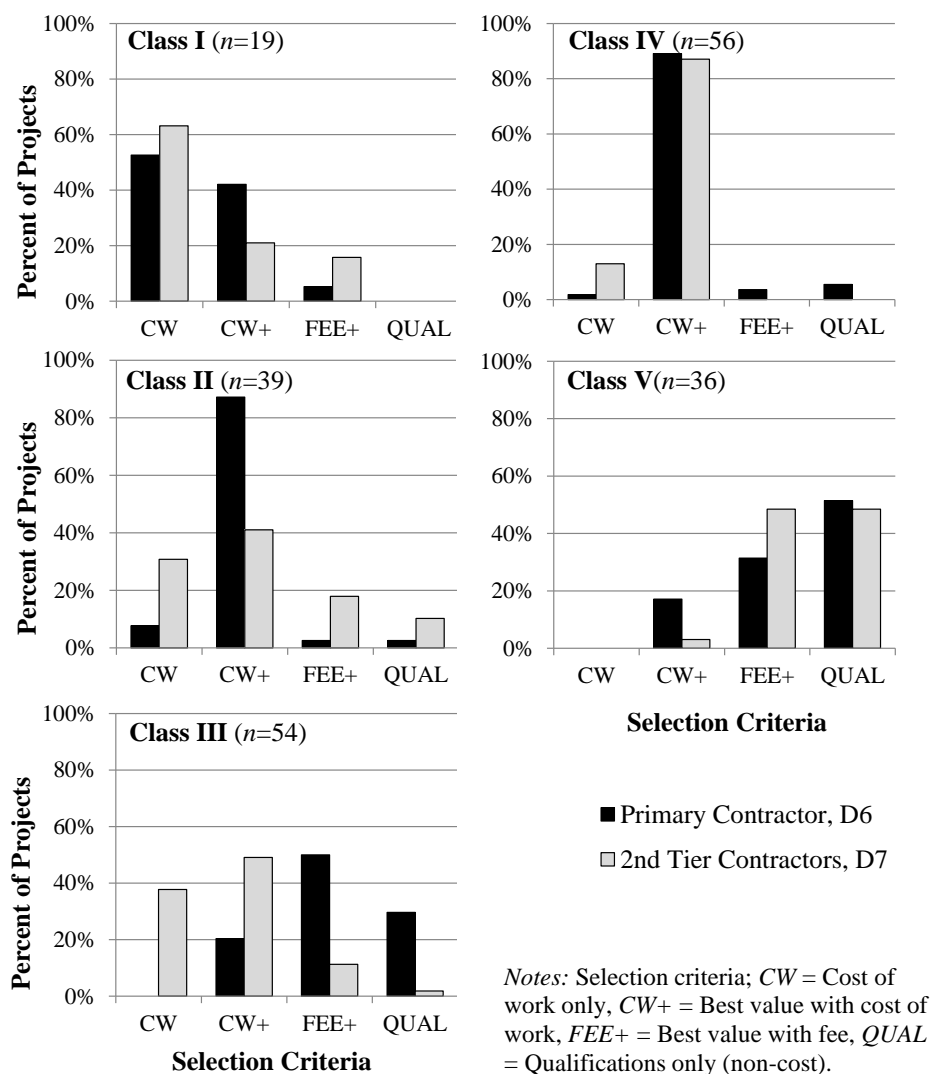 Percent of Projects
100%
80%
60%
40%
20%
0%
Class I (n=19)
CW CW+ FEE+ QUAL
100%
80%
60%
40%
20%
0%
Class IV (n=56)
CW CW+ FEE+ QUAL
Percent of Projects
100%
80%
60%
40%
20%
0%
Class II (n=39)
CW CW+ FEE+ QUAL
100%
80%
60%
40%
20%
0%
Class V(n=36)
CW CW+ FEE+ QUAL
Selection Criteria
Percent of Projects
100%
80%
60%
40%
20%
0%
Class III (n=54)
CW CW+ FEE+ QUAL
Selection Criteria
Primary Contractor, D6
2nd Tier Contractors, D7
Notes: Selection criteria; CW = Cost of
work only, CW+ = Best value with cost of
work, FEE+ = Best value with fee, QUAL
= Qualifications only (non-cost).